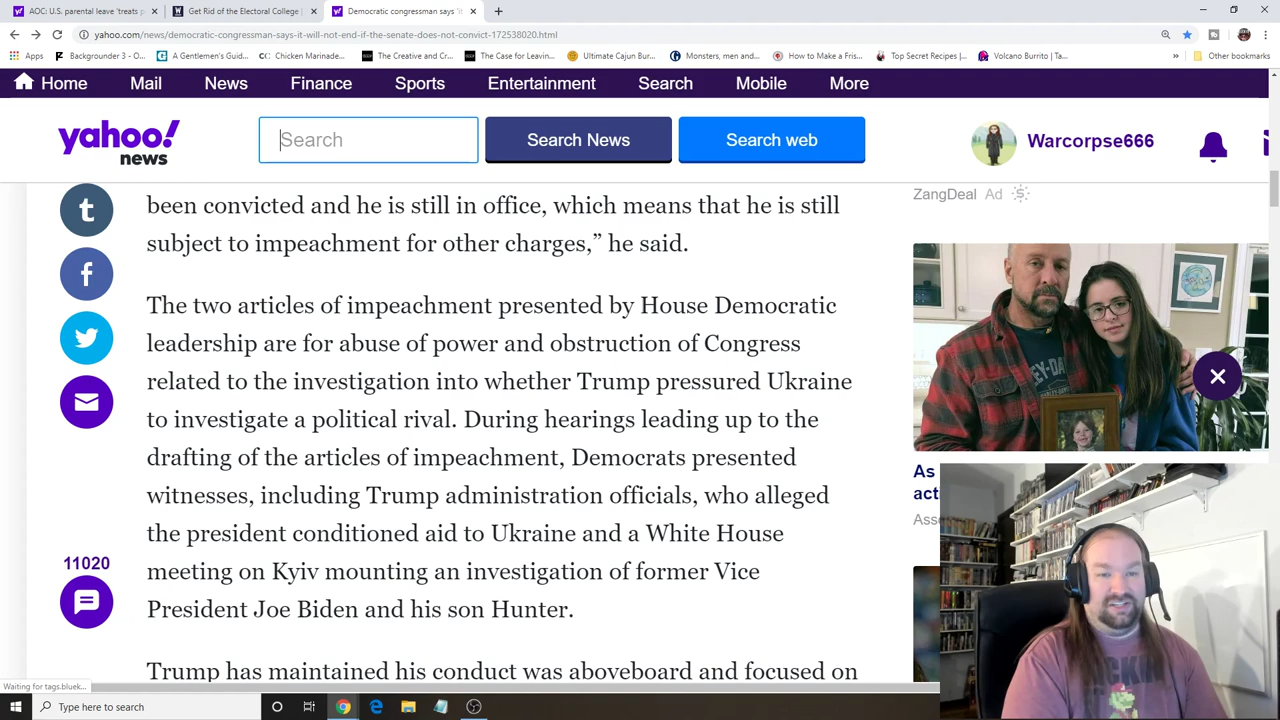 AOC: U.S. parental leave 'treats p
Get Rid of the Electoral College |
Democratic congressman says 'it
yahoo.com/news/democratic-congressman-says-it-will-not-end-if-the-senate-does-not-convict-172538020.html
Apps
Backgrounder 3 - O...
A Gentlemen's Guid...
Chicken Marinade...
The Creative and Cr...
The Case for Leavin...
Ultimate Cajun Bur...
Monsters, men and...
How to Make a Fris...
Top Secret Recipes |...
Volcano Burrito | Ta...
Other bookmarks
Home
Mail
News
Finance
Sports
Entertainment
Search
Mobile
More
yahoo!
news
Search
Search News
Search web
Warcorpse666
been convicted and he is still in office, which means that he is still
subject to impeachment for other charges,” he said.
ZangDeal Ad
The two articles of impeachment presented by House Democratic
leadership are for abuse of power and obstruction of Congress
related to the investigation into whether Trump pressured Ukraine
to investigate a political rival. During hearings leading up to the
drafting of the articles of impeachment, Democrats presented
witnesses, including Trump administration officials, who alleged
the president conditioned aid to Ukraine and a White House
meeting on Kyiv mounting an investigation of former Vice
President Joe Biden and his son Hunter.
Trump has maintained his conduct was aboveboard and focused on
11020
As
acti
Asso
Waiting for tags.bluek...
Type here to search